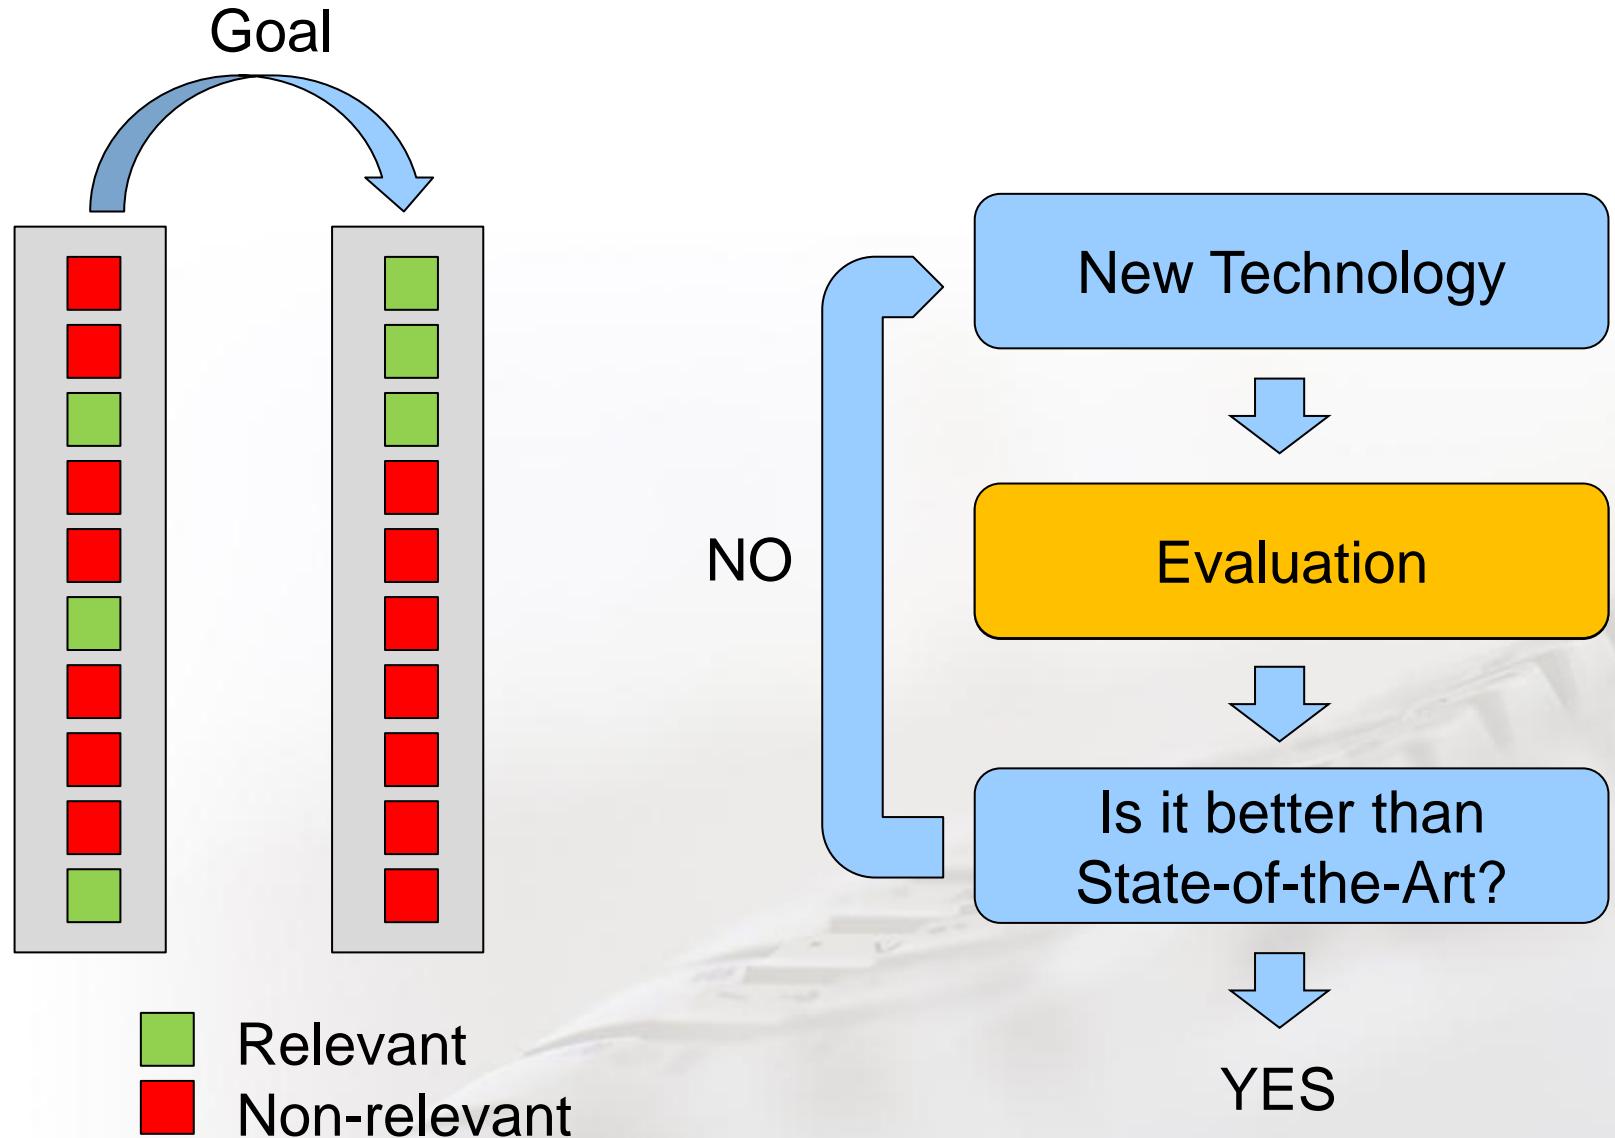 Goal
Relevant
Non-relevant
New Technology
Evaluation
NO
Is it better than
State-of-the-Art?
YES